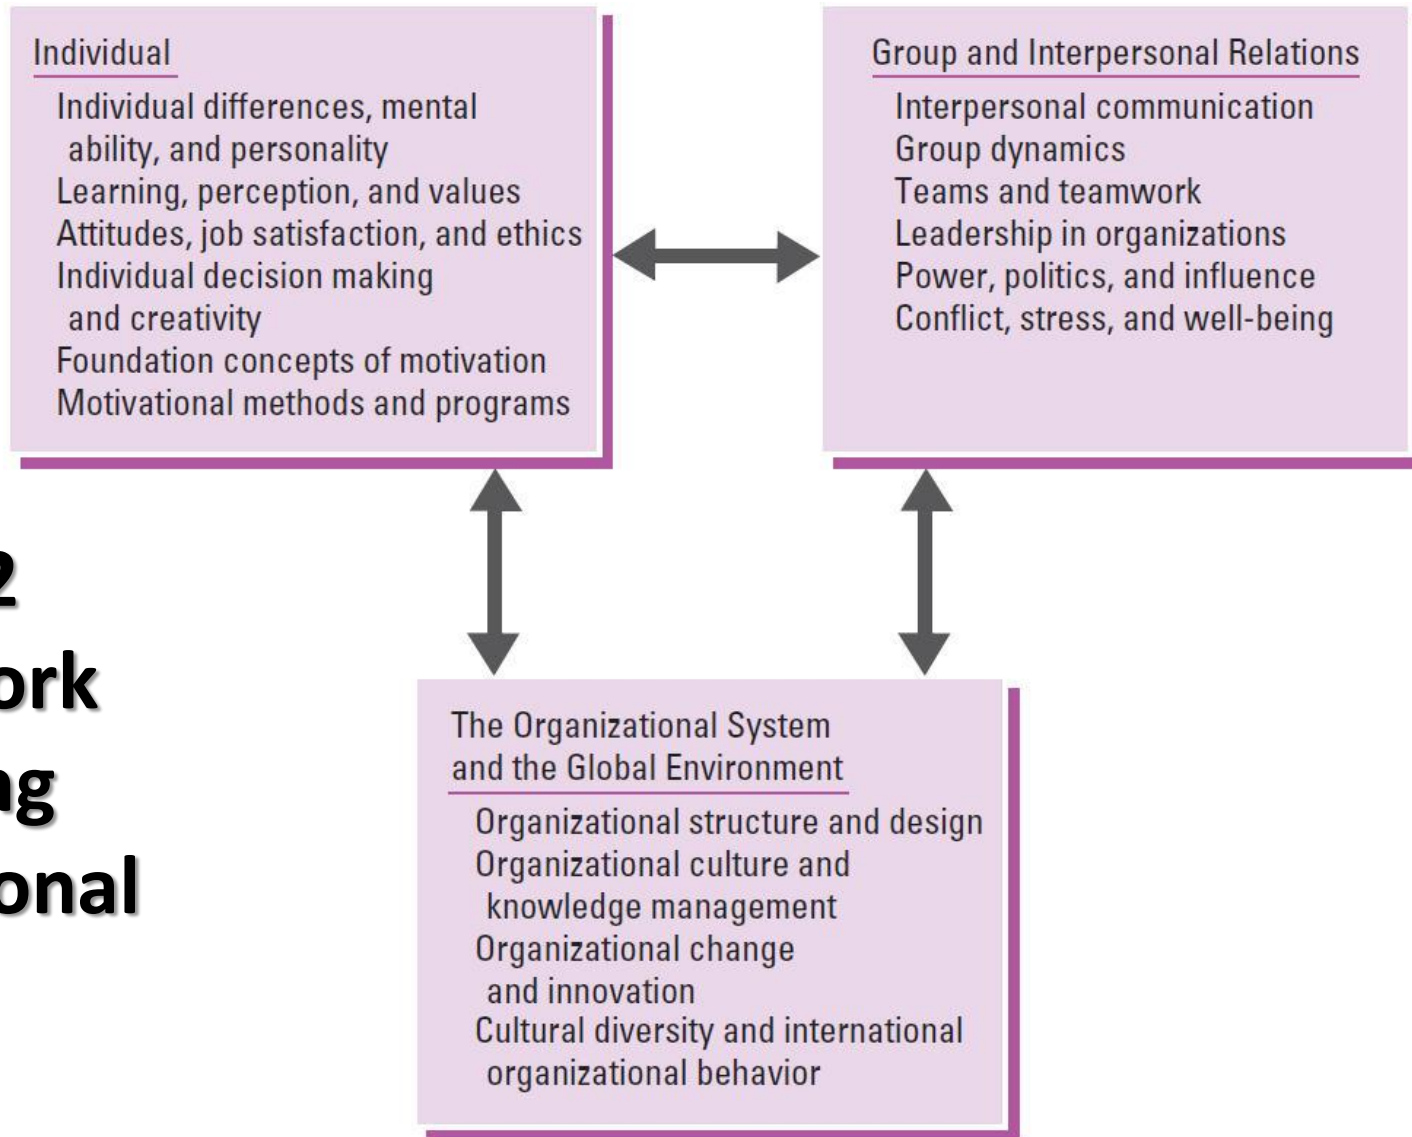 Individual
Individual differences, mental
ability, and personality
Learning, perception, and values
Attitudes, job satisfaction, and ethics
Individual decision making
and creativity
Foundation concepts of motivation
Motivational methods and programs
Group and Interpersonal Relations
Interpersonal communication
Group dynamics
Teams and teamwork
Leadership in organizations
Power, politics, and influence
Conflict, stress, and well-being
2
ork
ng
onal
The Organizational System
and the Global Environment
Organizational structure and design
Organizational culture and
knowledge management
Organizational change
and innovation
Cultural diversity and international
organizational behavior